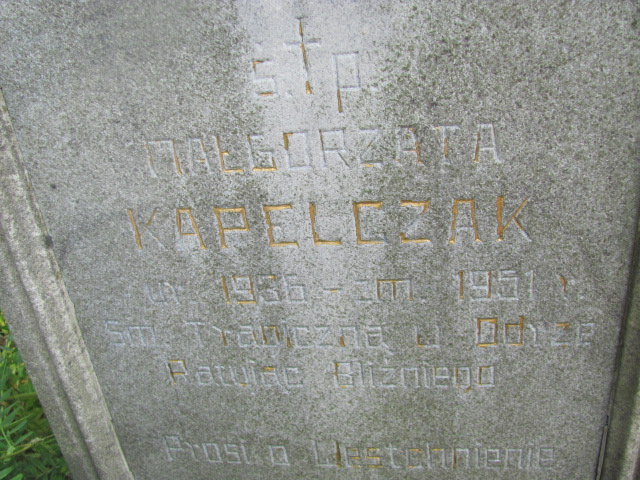 ś. p.
MAŁGORZATA
KAPELCZAK
ur. 1936 - zm. 1951 r.
Śm. Tragiczną w Odrze
Ratując Bliźniego
Prosi o Westchnienie